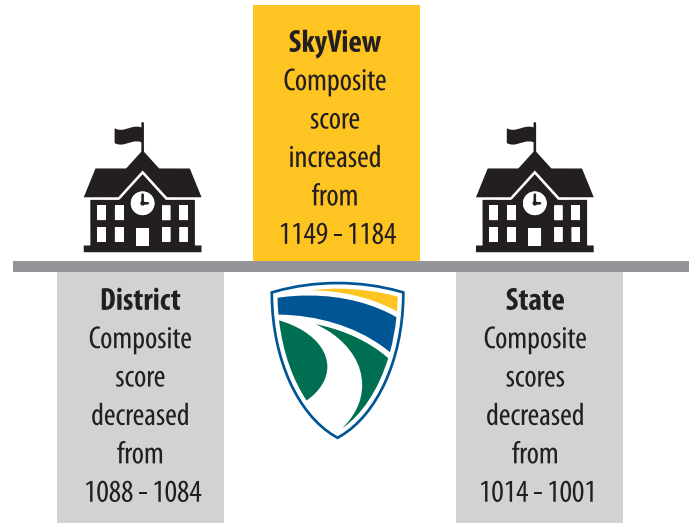 SkyView
Composite
score
increased
from
1149 - 1184
District
Composite
score
decreased
from
1088 - 1084
State
Composite
scores
decreased
from
1014 - 1001